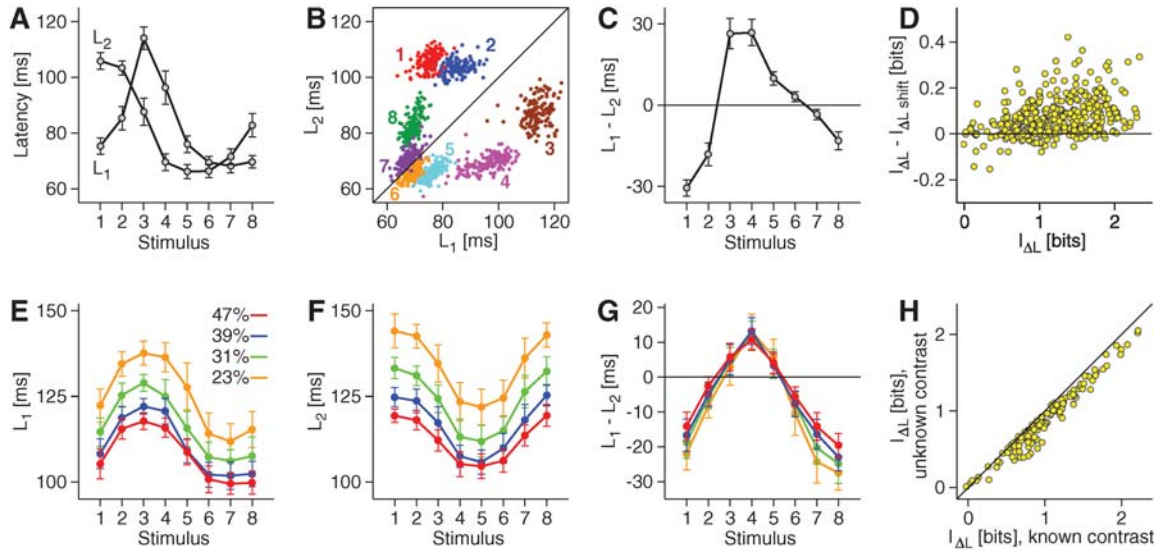 A
Latency [ms]
120
100
80
60
L2
L1
1 2 3 4 5 6 7 8
Stimulus
B
L2 [ms]
120
100
80
60
1
2
3
4
5
6
7
8
60 80 100 120
L1 [ms]
C
L1 - L2 [ms]
30
0
-30
1 2 3 4 5 6 7 8
Stimulus
D
IΔL - IΔL shift [bits]
0.4
0.2
0
-0.2
0 1 2
IΔL [bits]
E
L1 [ms]
150
125
100
47%
39%
31%
23%
1 2 3 4 5 6 7 8
Stimulus
F
L2 [ms]
150
125
100
1 2 3 4 5 6 7 8
Stimulus
G
L1 - L2 [ms]
20
10
0
-10
-20
-30
1 2 3 4 5 6 7 8
Stimulus
H
IΔL [bits],
unknown contrast
2
1
0
0 1 2
IΔL [bits], known contrast